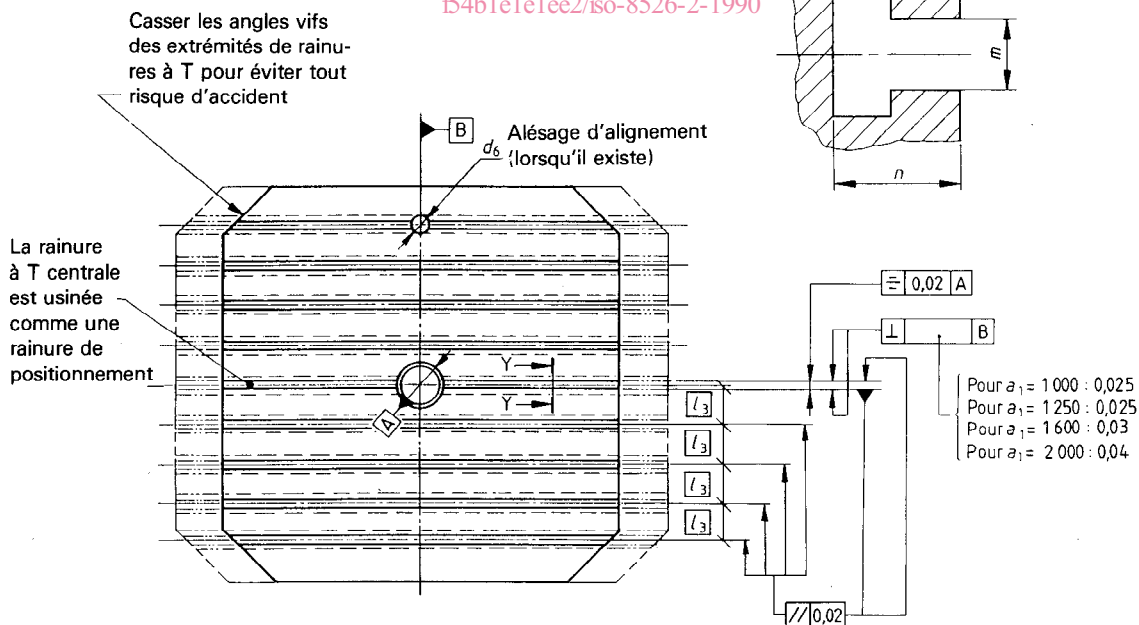 f54b1e1e1ee2/iso-8526-2-1990
Casser les angles vifs
des extrémités de rainu-
res à T pour éviter tout
risque d'accident
m
n
B
d₆
Alésage d'alignement
(lorsqu'il existe)
La rainure
à T centrale
est usinée
comme une
rainure de
positionnement
Y
Y
A
l₃
l₃
l₃
l₃
⌯ 0,02 A
⊥ B
Pour a₁ = 1 000 : 0,025
Pour a₁ = 1 250 : 0,025
Pour a₁ = 1 600 : 0,03
Pour a₁ = 2 000 : 0,04
// 0,02